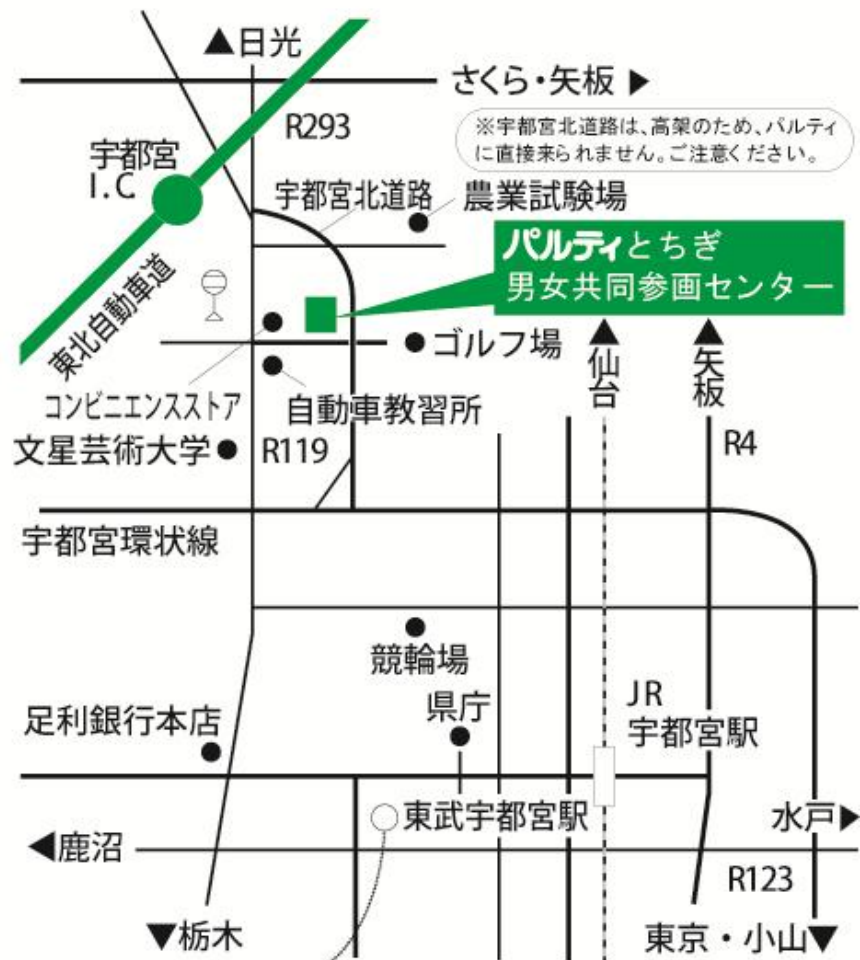 ▲日光
さくら・矢板▶
R293
※宇都宮北道路は、高架のため、パルティ
に直接来られません。ご注意ください。
宇都宮
I.C
宇都宮北道路
農業試験場
パルティとちぎ
男女共同参画センター
東北自動車道
ゴルフ場
▲仙台
▲矢板
コンビニエンスストア
自動車教習所
文星芸術大学
R119
R4
宇都宮環状線
競輪場
足利銀行本店
県庁
JR
宇都宮駅
東武宇都宮駅
水戸▶
◀鹿沼
R123
▼栃木
東京・小山▼